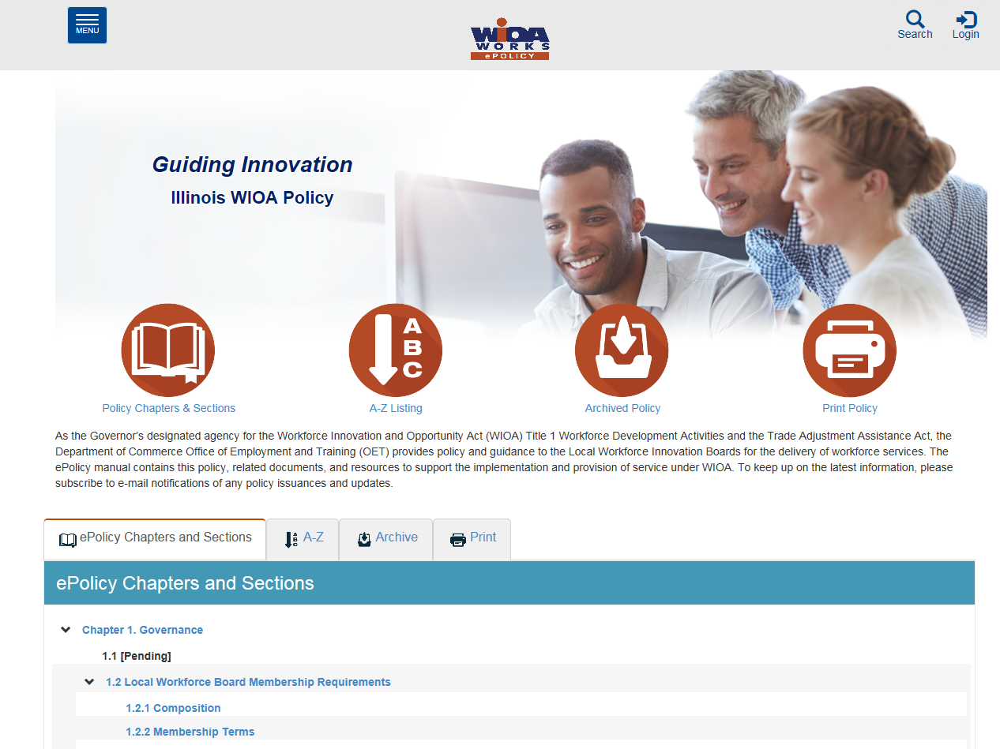 MENU
WIOA
WORKS
ePOLICY
Search
Login
Guiding Innovation
Illinois WIOA Policy
A
B
C
Policy Chapters & Sections
A-Z Listing
Archived Policy
Print Policy
As the Governor's designated agency for the Workforce Innovation and Opportunity Act (WIOA) Title 1 Workforce Development Activities and the Trade Adjustment Assistance Act, the
Department of Commerce Office of Employment and Training (OET) provides policy and guidance to the Local Workforce Innovation Boards for the delivery of workforce services. The
ePolicy manual contains this policy, related documents, and resources to support the implementation and provision of service under WIOA. To keep up on the latest information, please
subscribe to e-mail notifications of any policy issuances and updates.
ePolicy Chapters and Sections
A
B
C
A-Z
Archive
Print
ePolicy Chapters and Sections
Chapter 1. Governance
1.1 [Pending]
1.2 Local Workforce Board Membership Requirements
1.2.1 Composition
1.2.2 Membership Terms